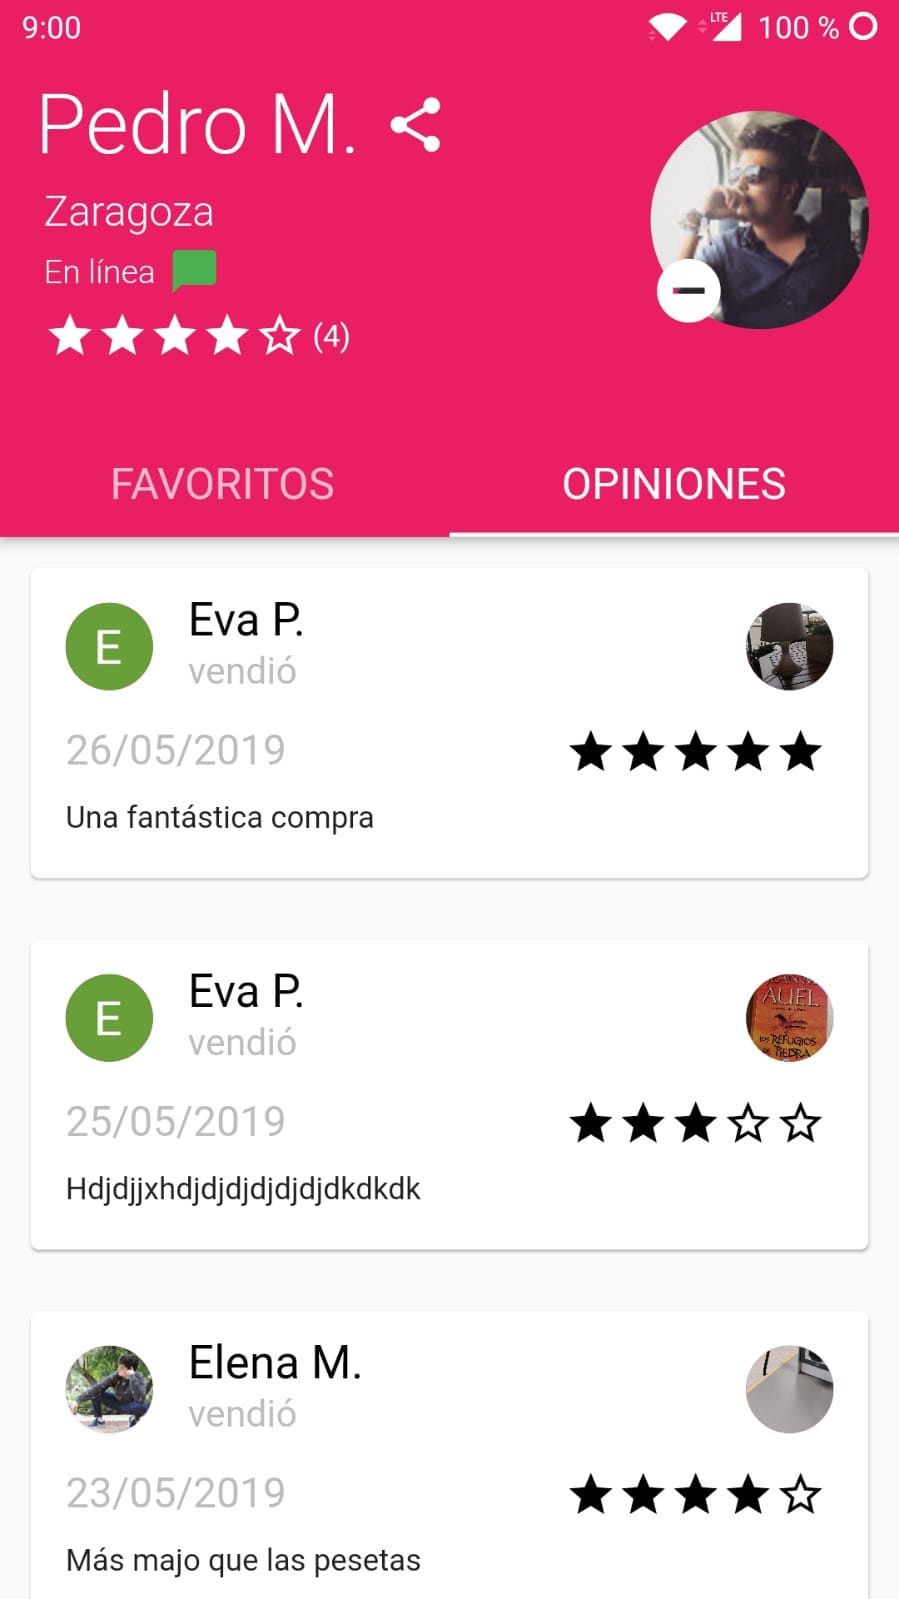 9:00 LTE 100 %
Pedro M.
Zaragoza
En línea
(4)
FAVORITOS OPINIONES
E Eva P.
vendió
26/05/2019
Una fantástica compra
E Eva P.
vendió
AUEL
LOS REFUGIOS
DE PIEDRA
25/05/2019
Hdjdjjxhdjdjdjdjdjdjdkdkdk
Elena M.
vendió
23/05/2019
Más majo que las pesetas